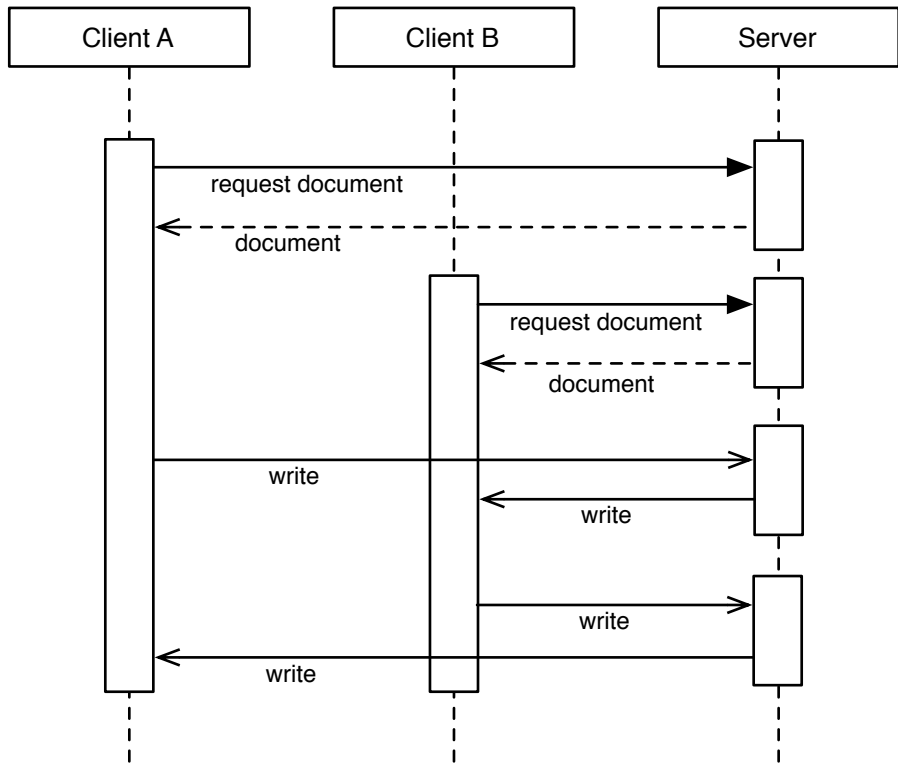 Client A
Client B
Server
request document
document
request document
document
write
write
write
write